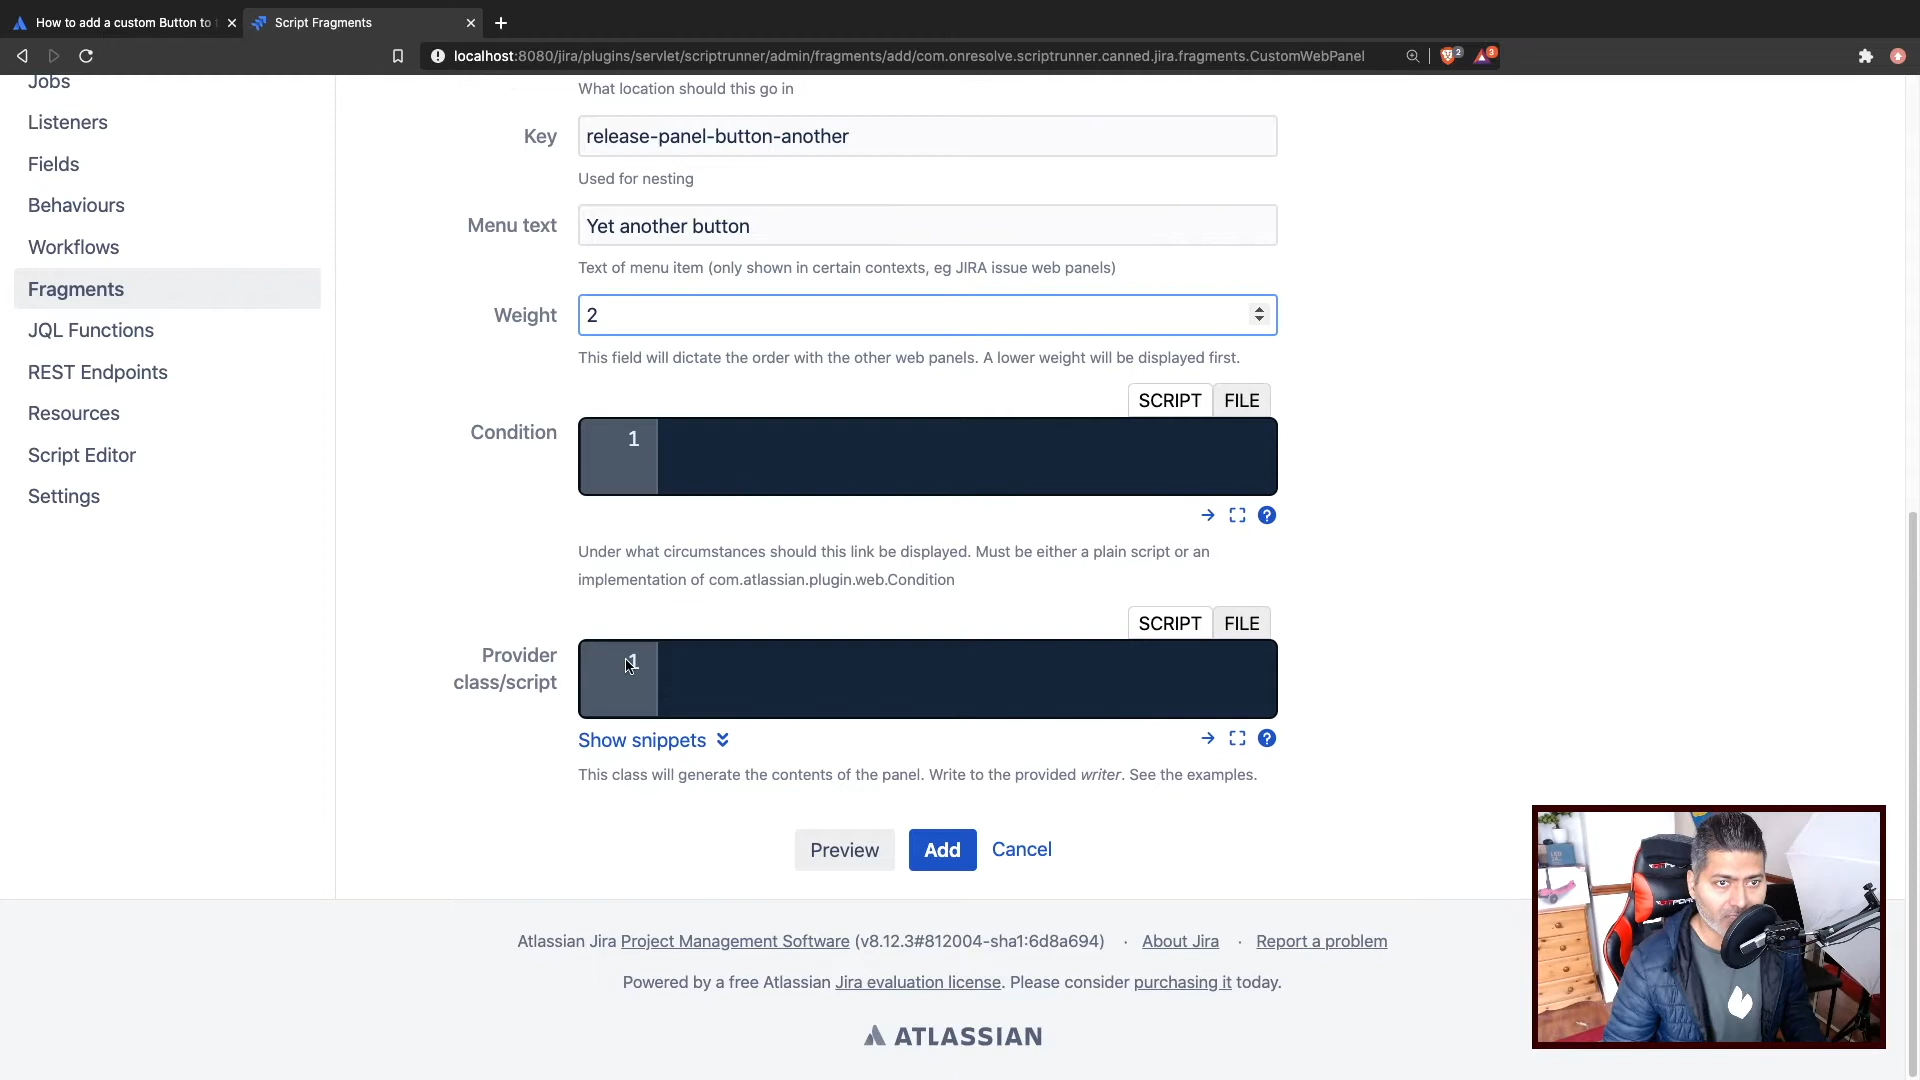 How to add a custom Button to
Script Fragments
localhost:8080/jira/plugins/servlet/scriptrunner/admin/fragments/add/com.onresolve.scriptrunner.canned.jira.fragments.CustomWebPanel
2
3
Jobs
Listeners
Fields
Behaviours
Workflows
Fragments
JQL Functions
REST Endpoints
Resources
Script Editor
Settings
What location should this go in
Key
release-panel-button-another
Used for nesting
Menu text
Yet another button
Text of menu item (only shown in certain contexts, eg JIRA issue web panels)
Weight
2
This field will dictate the order with the other web panels. A lower weight will be displayed first.
SCRIPT FILE
Condition
1
Under what circumstances should this link be displayed. Must be either a plain script or an
implementation of com.atlassian.plugin.web.Condition
SCRIPT FILE
Provider
class/script
1
Show snippets
This class will generate the contents of the panel. Write to the provided writer. See the examples.
Preview Add Cancel
Atlassian Jira Project Management Software (v8.12.3#812004-sha1:6d8a694) · About Jira · Report a problem
Powered by a free Atlassian Jira evaluation license. Please consider purchasing it today.
ATLASSIAN